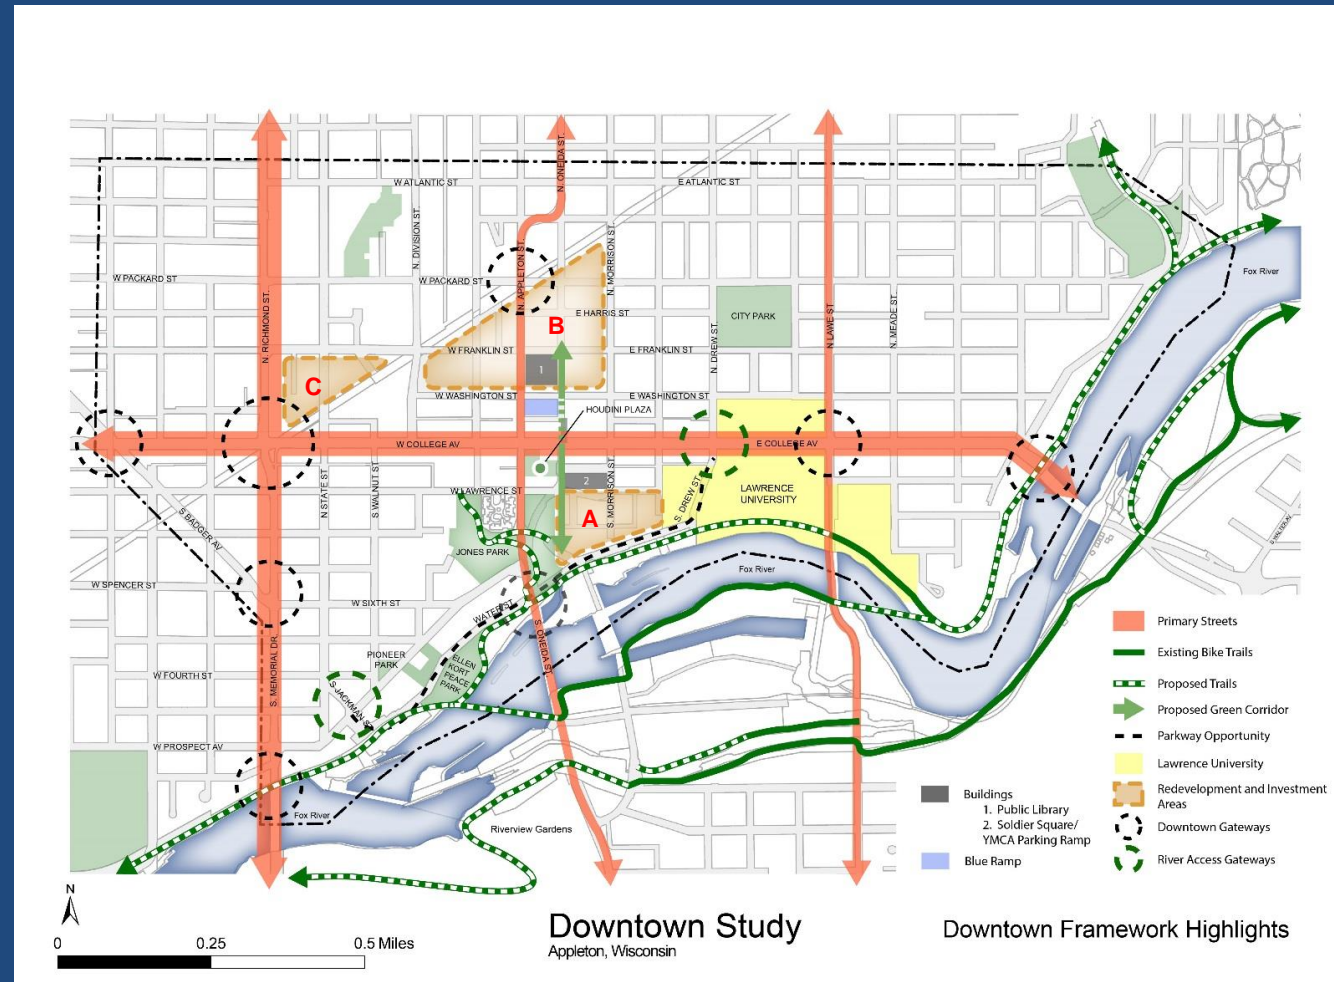 W ATLANTIC ST
E ATLANTIC ST
N. ONEIDA ST.
N. DIVISION ST.
N. MORRISON ST.
N. APPLETON ST.
W PACKARD ST
W PACKARD ST
Fox River
N. RICHMOND ST.
E HARRIS ST
B
CITY PARK
N LAWE ST
N. MEADE ST.
N. DREW ST.
W FRANKLIN ST
E FRANKLIN ST
1
C
W WASHINGTON ST
E WASHINGTON ST
HOUDINI PLAZA
W COLLEGE AV
E COLLEGE AV
N STATE ST
S WALNUT ST
2
S. MORRISON ST.
W LAWRENCE ST
S. DREW ST.
LAWRENCE
UNIVERSITY
A
S BADGER AV
JONES PARK
Fox River
W SPENCER ST
W SIXTH ST
WATER ST
S. ONEIDA ST.
S. MEMORIAL DR.
PIONEER
PARK
ELLEN
KORT
PEACE
PARK
W FOURTH ST
S JACKMAN ST
W PROSPECT AV
Fox River
Riverview Gardens
Primary Streets
Existing Bike Trails
Proposed Trails
Proposed Green Corridor
Parkway Opportunity
Lawrence University
Redevelopment and Investment
Areas
Downtown Gateways
River Access Gateways
Buildings
1. Public Library
2. Soldier Square/
YMCA Parking Ramp
Blue Ramp
N
0 0.25 0.5 Miles
Downtown Study
Appleton, Wisconsin
Downtown Framework Highlights